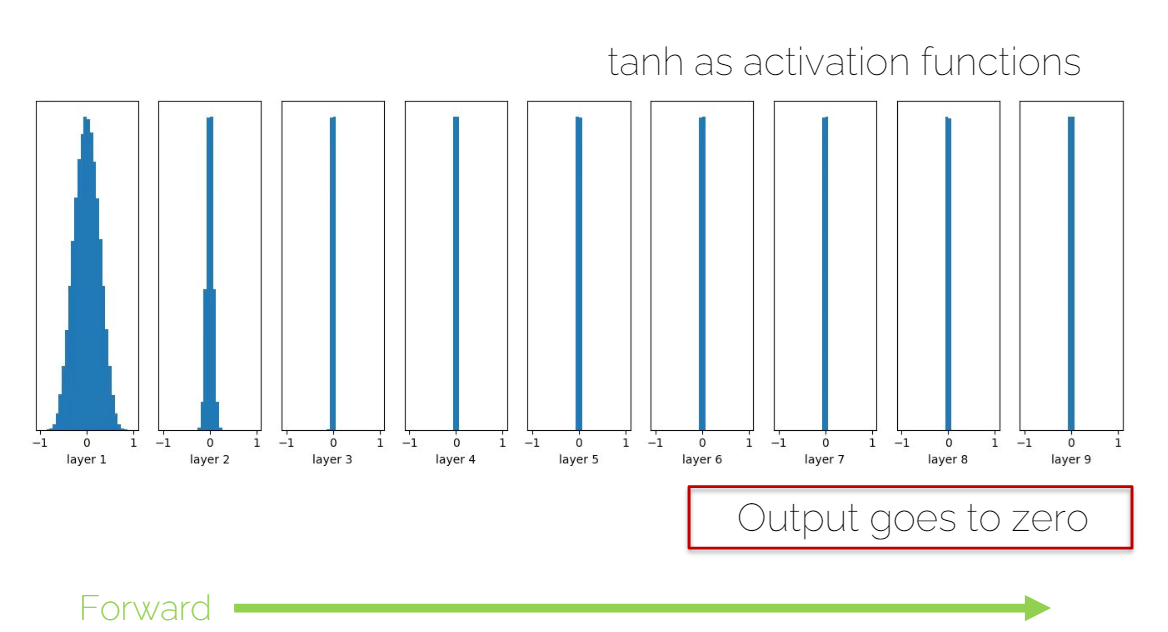 tanh as activation functions
−1 0 1 −1 0 1 −1 0 1 −1 0 1 −1 0 1 −1 0 1 −1 0 1 −1 0 1 −1 0 1
layer 1 layer 2 layer 3 layer 4 layer 5 layer 6 layer 7 layer 8 layer 9
Output goes to zero
Forward